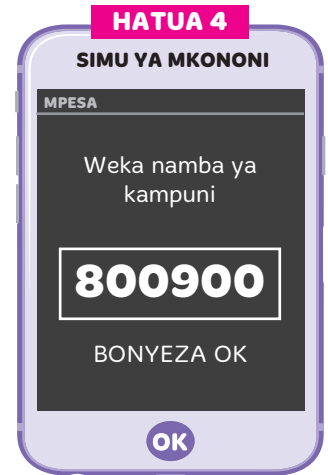 HATUA 4
SIMU YA MKONONI
MPESA
Weka namba ya
kampuni
800900
BONYEZA OK
OK